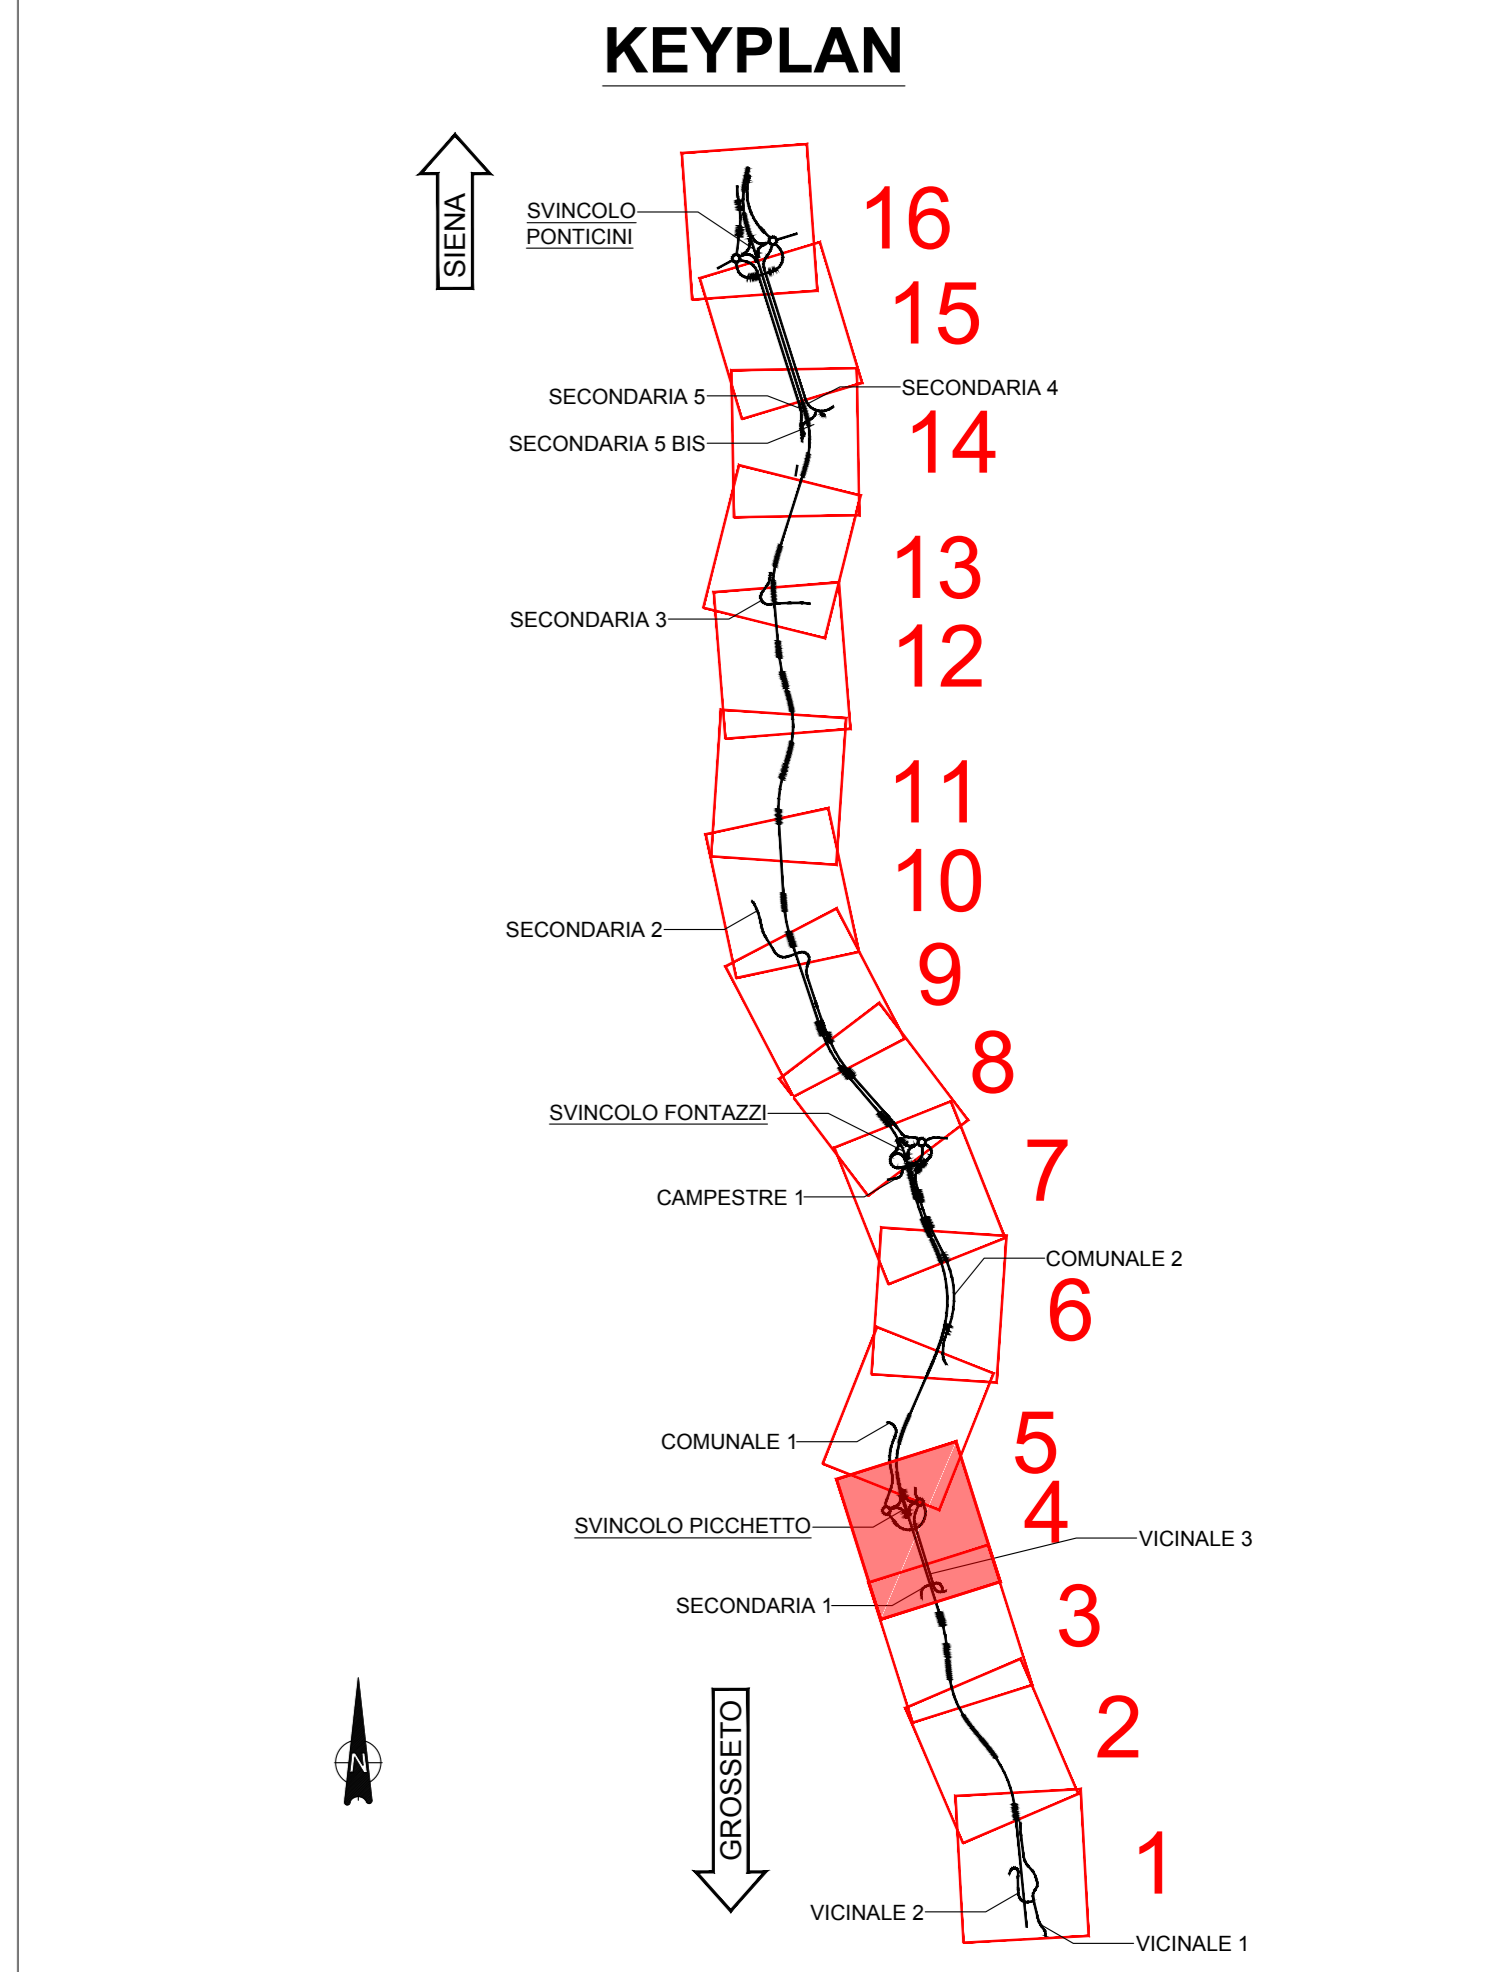 KEYPLAN
SIENA
SVINCOLO
PONTICINI
16
15
SECONDARIA 5
SECONDARIA 4
SECONDARIA 5 BIS
14
13
SECONDARIA 3
12
11
10
SECONDARIA 2
9
8
SVINCOLO FONTAZZI
7
CAMPESTRE 1
COMUNALE 2
6
COMUNALE 1
5
4
SVINCOLO PICCHETTO
VICINALE 3
SECONDARIA 1
3
2
N
GROSSETO
1
VICINALE 2
VICINALE 1